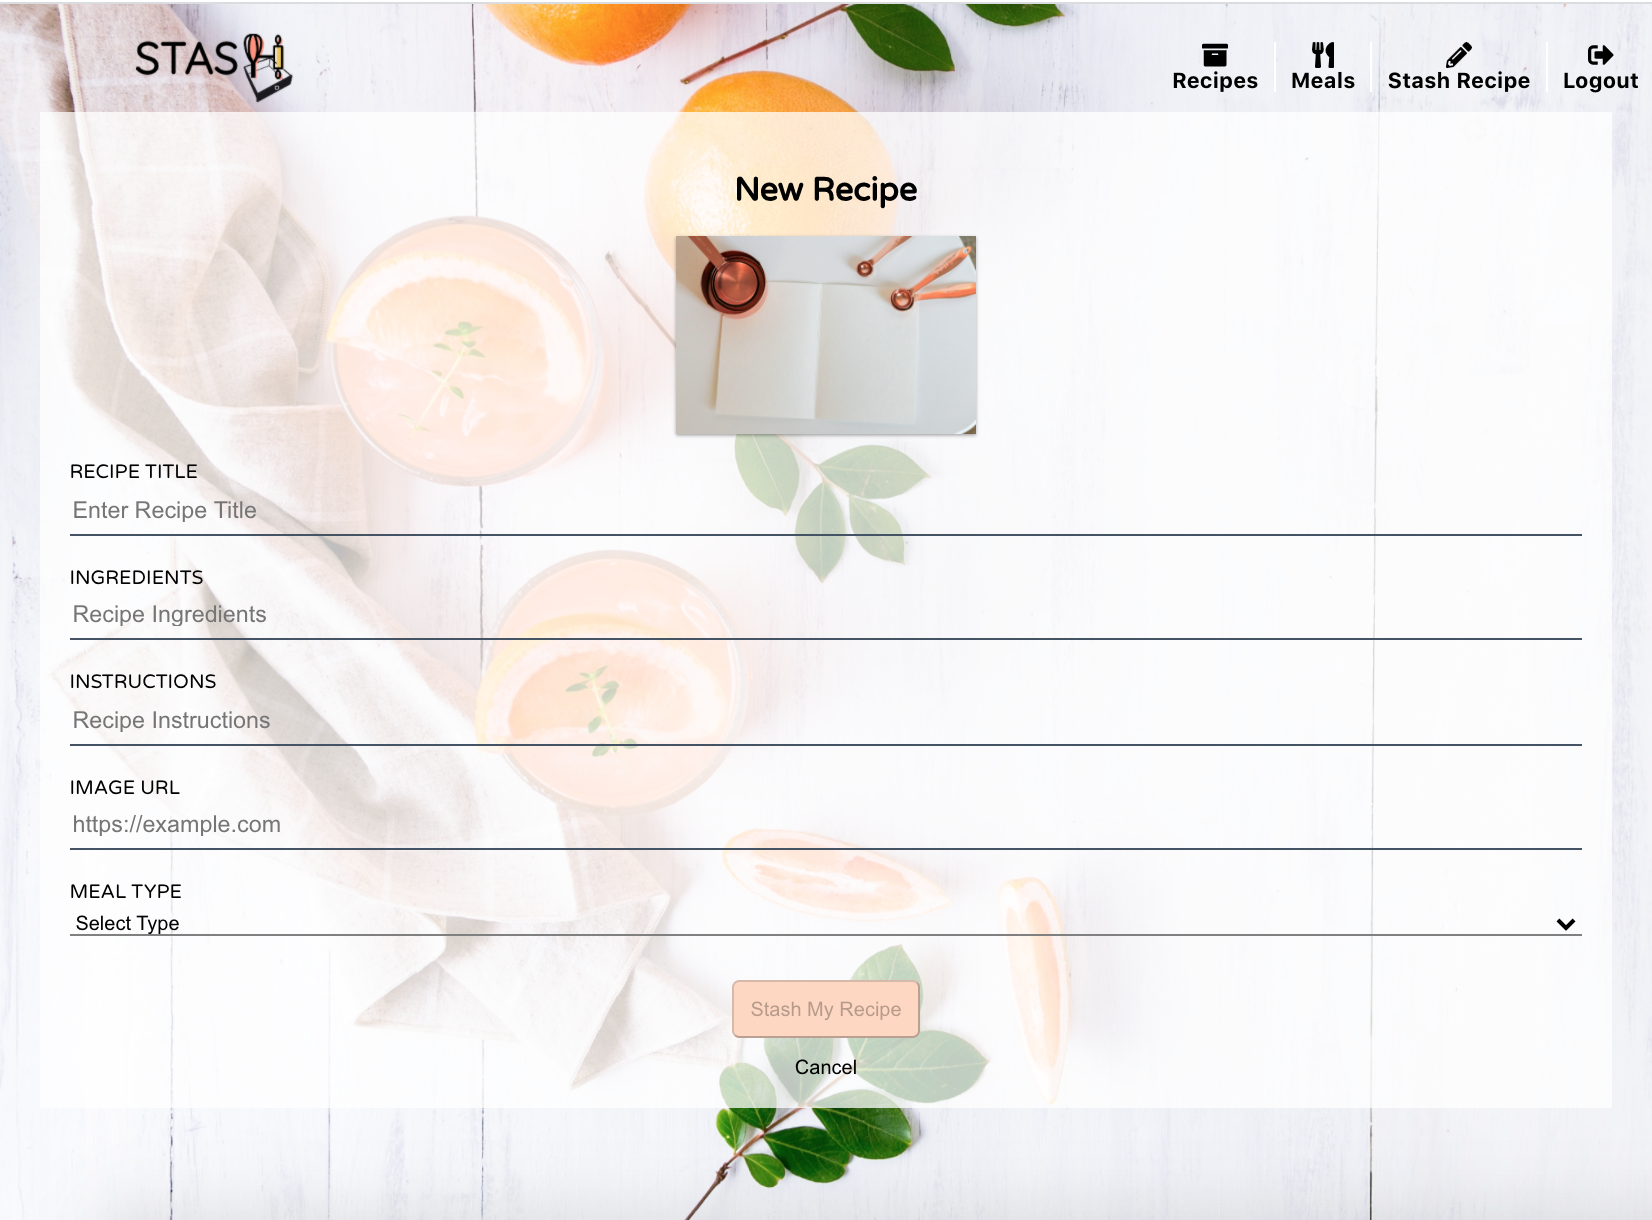 STASH
Recipes
Meals
Stash Recipe
Logout
New Recipe
RECIPE TITLE
Enter Recipe Title
INGREDIENTS
Recipe Ingredients
INSTRUCTIONS
Recipe Instructions
IMAGE URL
https://example.com
MEAL TYPE
Select Type
Stash My Recipe
Cancel